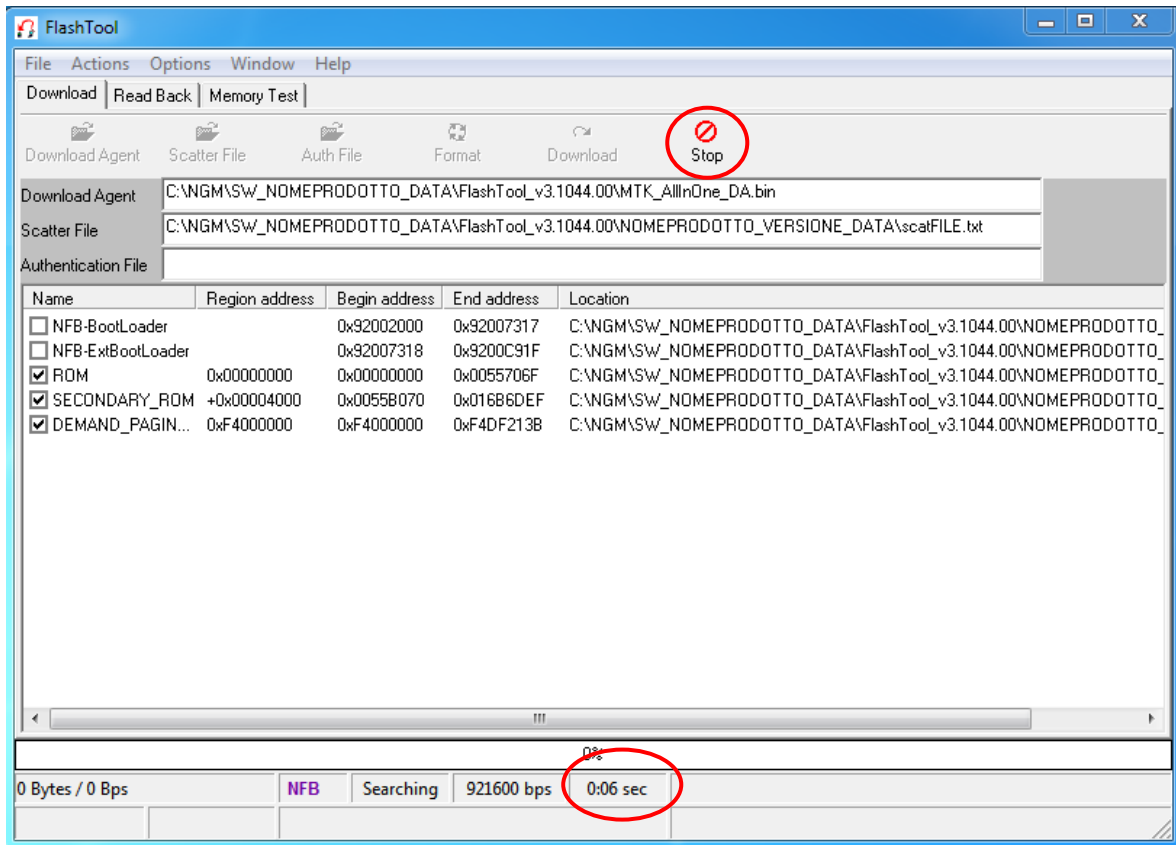 FlashTool
File Actions Options Window Help
Download Read Back Memory Test
Download Agent Scatter File Auth File Format Download Stop
Download Agent C:\NGM\SW_NOMEPRODOTTO_DATA\FlashTool_v3.1044.00\MTK_AllInOne_DA.bin
Scatter File C:\NGM\SW_NOMEPRODOTTO_DATA\FlashTool_v3.1044.00\NOMEPRODOTTO_VERSIONE_DATA\scatFILE.txt
Authentication File
Name Region address Begin address End address Location
NFB-BootLoader 0x92002000 0x92007317 C:\NGM\SW_NOMEPRODOTTO_DATA\FlashTool_v3.1044.00\NOMEPRODOTTO_
NFB-ExtBootLoader 0x92007318 0x9200C91F C:\NGM\SW_NOMEPRODOTTO_DATA\FlashTool_v3.1044.00\NOMEPRODOTTO_
ROM 0x00000000 0x00000000 0x0055706F C:\NGM\SW_NOMEPRODOTTO_DATA\FlashTool_v3.1044.00\NOMEPRODOTTO_
SECONDARY_ROM +0x00004000 0x0055B070 0x016B6DEF C:\NGM\SW_NOMEPRODOTTO_DATA\FlashTool_v3.1044.00\NOMEPRODOTTO_
DEMAND_PAGIN... 0xF4000000 0xF4000000 0xF4DF213B C:\NGM\SW_NOMEPRODOTTO_DATA\FlashTool_v3.1044.00\NOMEPRODOTTO_
0%
0 Bytes / 0 Bps NFB Searching 921600 bps 0:06 sec